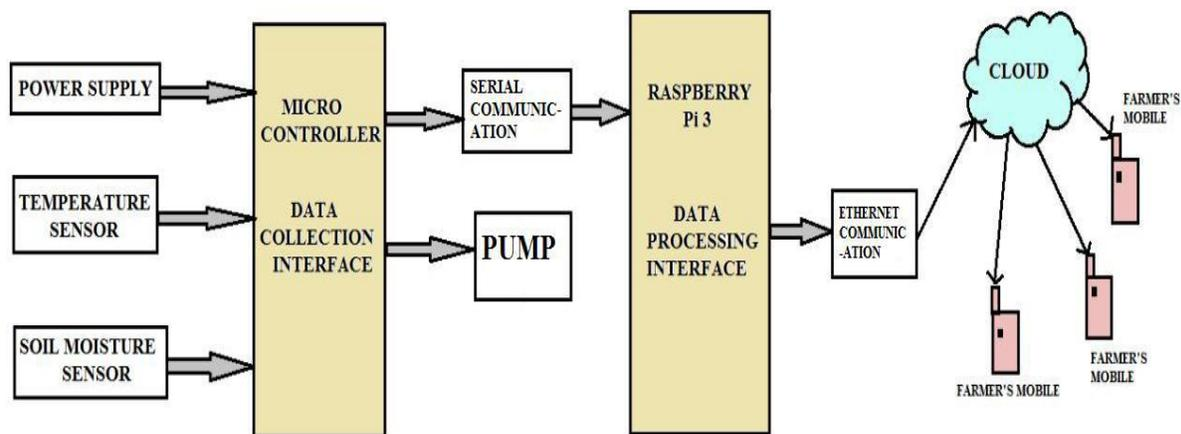 POWER SUPPLY
TEMPERATURE
SENSOR
SOIL MOISTURE
SENSOR
MICRO
CONTROLLER
DATA
COLLECTION
INTERFACE
SERIAL
COMMUNIC-
ATION
PUMP
RASPBERRY
Pi 3
DATA
PROCESSING
INTERFACE
ETHERNET
COMMUNIC
-ATION
CLOUD
FARMER'S
MOBILE
FARMER'S
MOBILE
FARMER'S MOBILE